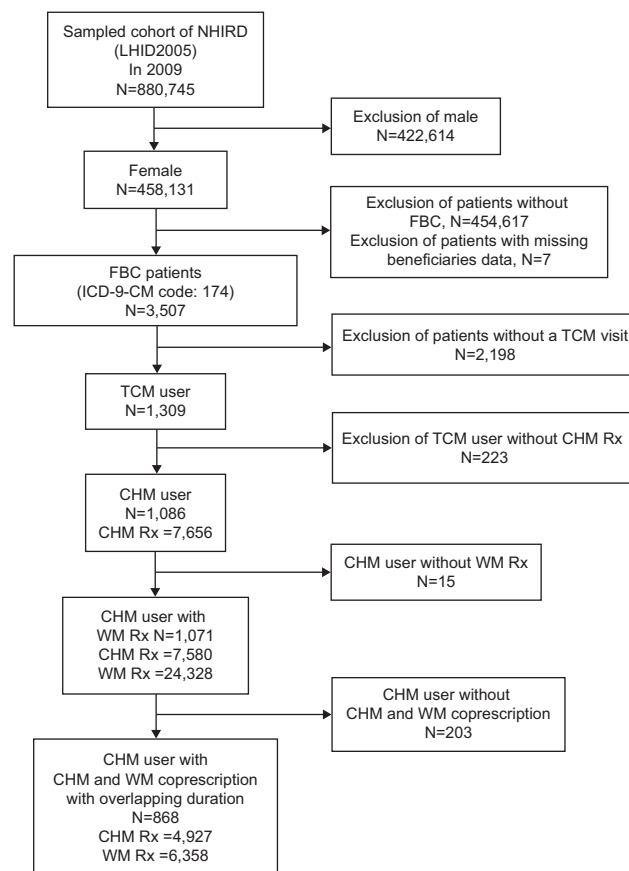 Sampled cohort of NHIRD
(LHID2005)
In 2009
N=880,745
Exclusion of male
N=422,614
Female
N=458,131
Exclusion of patients without
FBC, N=454,617
Exclusion of patients with missing
beneficiaries data, N=7
FBC patients
(ICD-9-CM code: 174)
N=3,507
Exclusion of patients without a TCM visit
N=2,198
TCM user
N=1,309
Exclusion of TCM user without CHM Rx
N=223
CHM user
N=1,086
CHM Rx =7,656
CHM user without WM Rx
N=15
CHM user with
WM Rx N=1,071
CHM Rx =7,580
WM Rx =24,328
CHM user without
CHM and WM coprescription
N=203
CHM user with
CHM and WM coprescription
with overlapping duration
N=868
CHM Rx =4,927
WM Rx =6,358